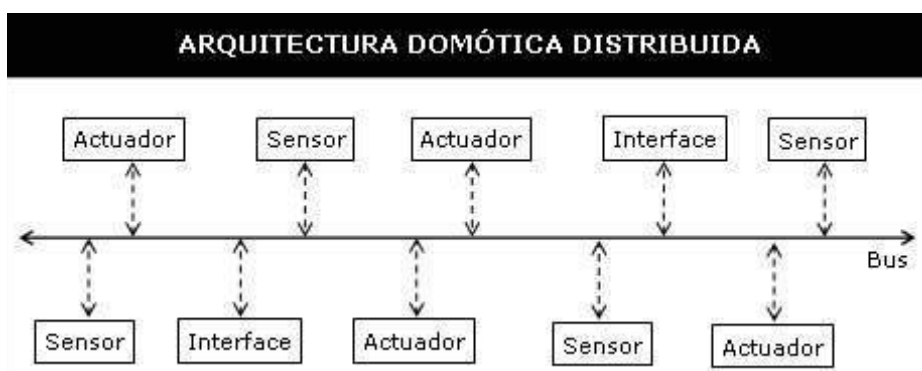 ARQUITECTURA DOMÓTICA DISTRIBUIDA
Actuador Sensor Actuador Interface Sensor
Bus
Sensor Interface Actuador Sensor Actuador